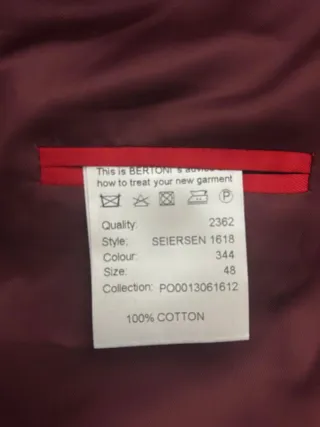 This is BERTONI's advice
how to treat your new garment
P
Quality: 2362
Style: SEIERSEN 1618
Colour: 344
Size: 48
Collection: PO0013061612
100% COTTON